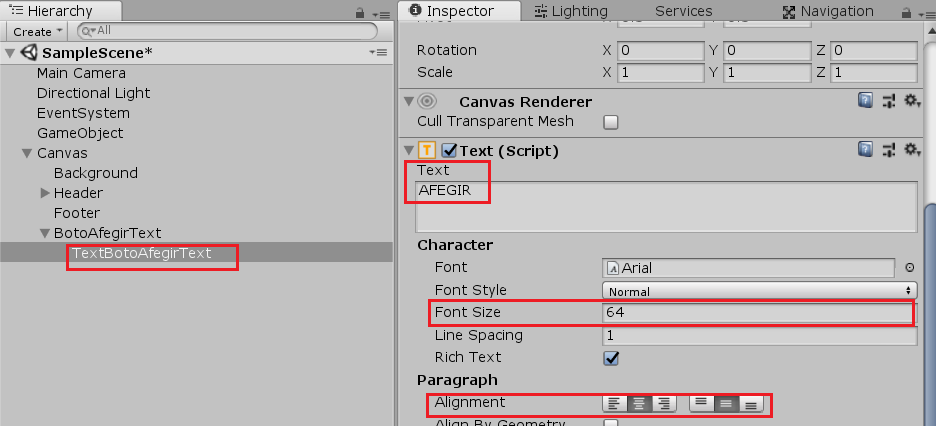 Hierarchy
Create
All
SampleScene*
Main Camera
Directional Light
EventSystem
GameObject
Canvas
Background
Header
Footer
BotoAfegirText
TextBotoAfegirText
Inspector Lighting Services Navigation
Rotation X 0 Y 0 Z 0
Scale X 1 Y 1 Z 1
Canvas Renderer
Cull Transparent Mesh
T Text (Script)
Text
AFEGIR
Character
Font Arial
Font Style Normal
Font Size 64
Line Spacing 1
Rich Text
Paragraph
Alignment
Align By Geometry